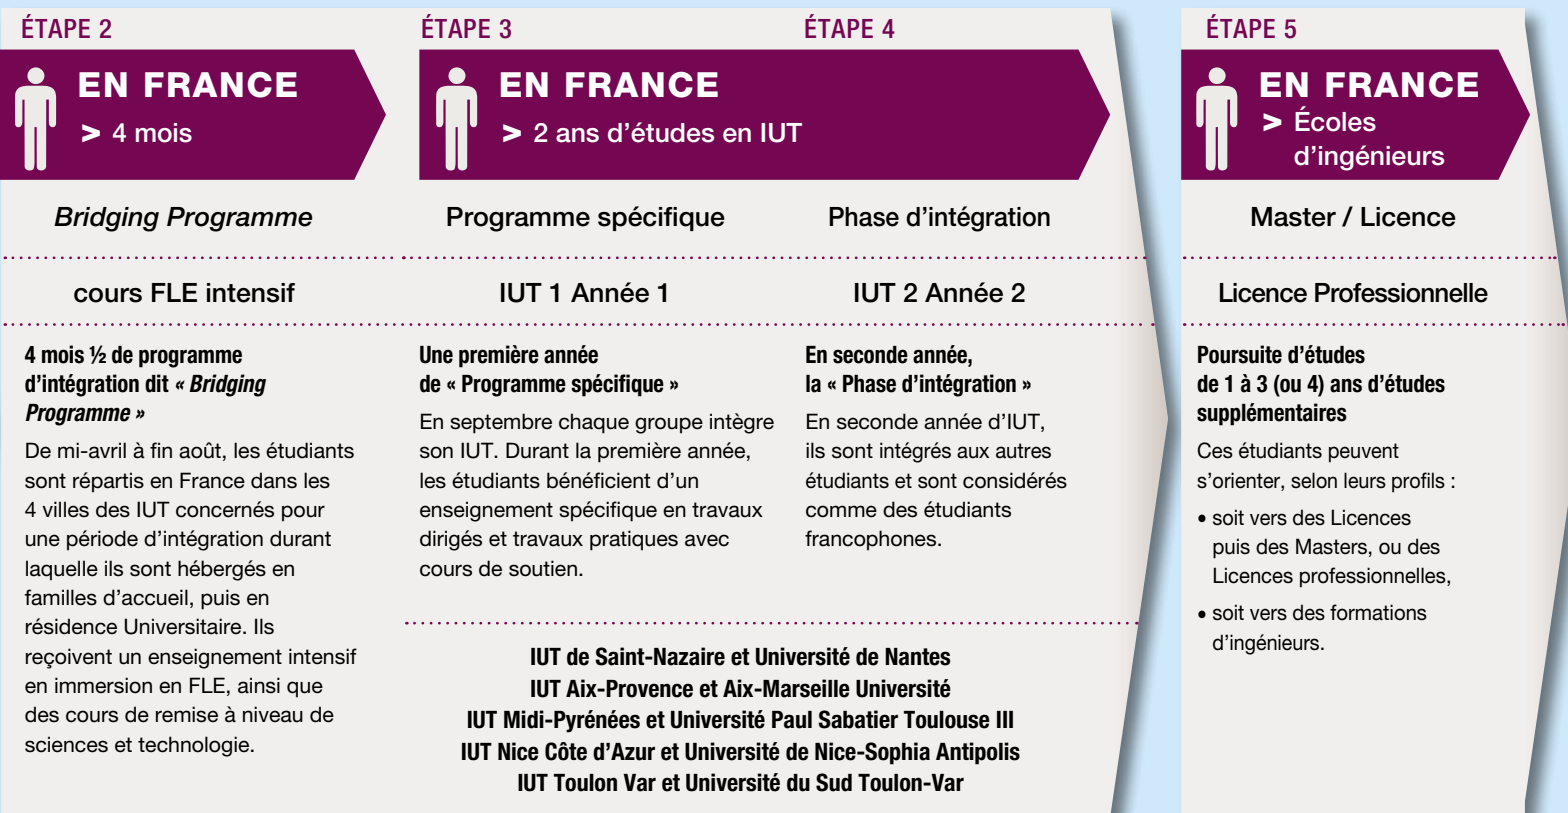 ÉTAPE 2
EN FRANCE
> 4 mois
Bridging Programme
cours FLE intensif
4 mois ½ de programme
d'intégration dit « Bridging
Programme »
De mi-avril à fin août, les étudiants
sont répartis en France dans les
4 villes des IUT concernés pour
une période d'intégration durant
laquelle ils sont hébergés en
familles d'accueil, puis en
résidence Universitaire. Ils
reçoivent un enseignement intensif
en immersion en FLE, ainsi que
des cours de remise à niveau de
sciences et technologie.
ÉTAPE 3
ÉTAPE 4
EN FRANCE
> 2 ans d'études en IUT
Programme spécifique
IUT 1 Année 1
Une première année
de « Programme spécifique »
En septembre chaque groupe intègre
son IUT. Durant la première année,
les étudiants bénéficient d'un
enseignement spécifique en travaux
dirigés et travaux pratiques avec
cours de soutien.
Phase d'intégration
IUT 2 Année 2
En seconde année,
la « Phase d'intégration »
En seconde année d'IUT,
ils sont intégrés aux autres
étudiants et sont considérés
comme des étudiants
francophones.
IUT de Saint-Nazaire et Université de Nantes
IUT Aix-Provence et Aix-Marseille Université
IUT Midi-Pyrénées et Université Paul Sabatier Toulouse III
IUT Nice Côte d'Azur et Université de Nice-Sophia Antipolis
IUT Toulon Var et Université du Sud Toulon-Var
ÉTAPE 5
EN FRANCE
> Écoles
d'ingénieurs
Master / Licence
Licence Professionnelle
Poursuite d'études
de 1 à 3 (ou 4) ans d'études
supplémentaires
Ces étudiants peuvent
s'orienter, selon leurs profils :
• soit vers des Licences
puis des Masters, ou des
Licences professionnelles,
• soit vers des formations
d'ingénieurs.